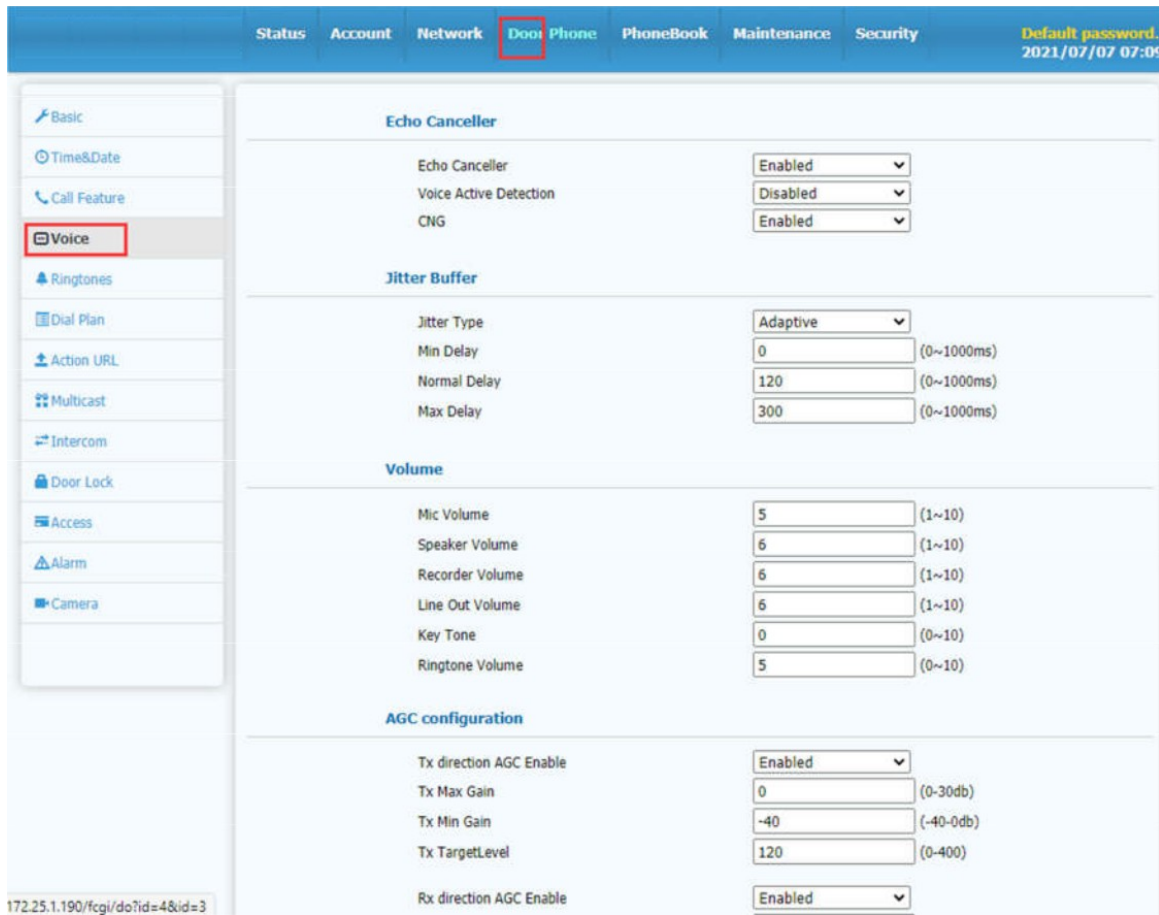 Status Account Network Door Phone PhoneBook Maintenance Security Default password.
2021/07/07 07:09
Basic
Time&Date
Call Feature
Voice
Ringtones
Dial Plan
Action URL
Multicast
Intercom
Door Lock
Access
Alarm
Camera
Echo Canceller
Echo Canceller Enabled
Voice Active Detection Disabled
CNG Enabled
Jitter Buffer
Jitter Type Adaptive
Min Delay 0 (0~1000ms)
Normal Delay 120 (0~1000ms)
Max Delay 300 (0~1000ms)
Volume
Mic Volume 5 (1~10)
Speaker Volume 6 (1~10)
Recorder Volume 6 (1~10)
Line Out Volume 6 (1~10)
Key Tone 0 (0~10)
Ringtone Volume 5 (0~10)
AGC configuration
Tx direction AGC Enable Enabled
Tx Max Gain 0 (0-30db)
Tx Min Gain -40 (-40-0db)
Tx TargetLevel 120 (0-400)
Rx direction AGC Enable Enabled
172.25.1.190/fcgi/do?id=4&id=3